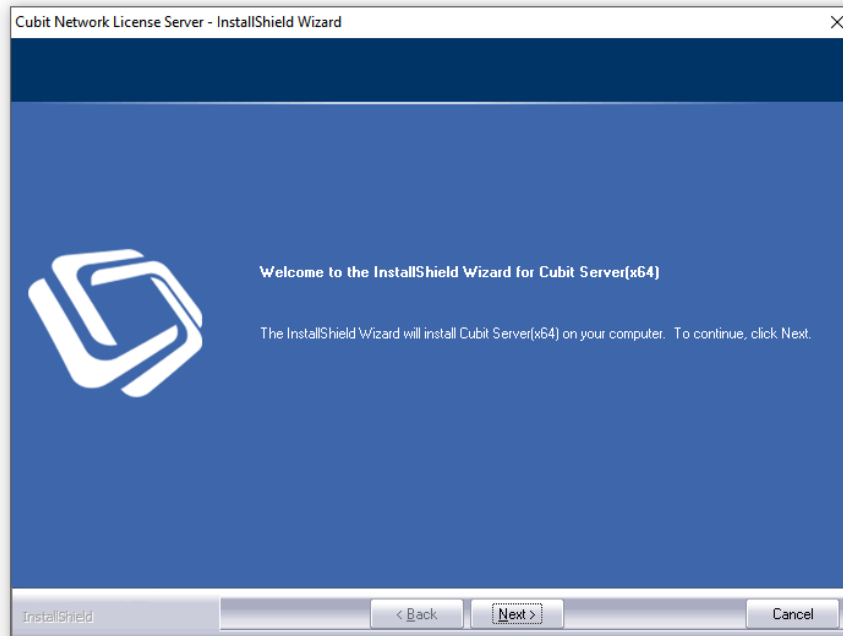 Cubit Network License Server - InstallShield Wizard
Welcome to the InstallShield Wizard for Cubit Server(x64)
The InstallShield Wizard will install Cubit Server(x64) on your computer. To continue, click Next.
InstallShield
< Back
Next >
Cancel